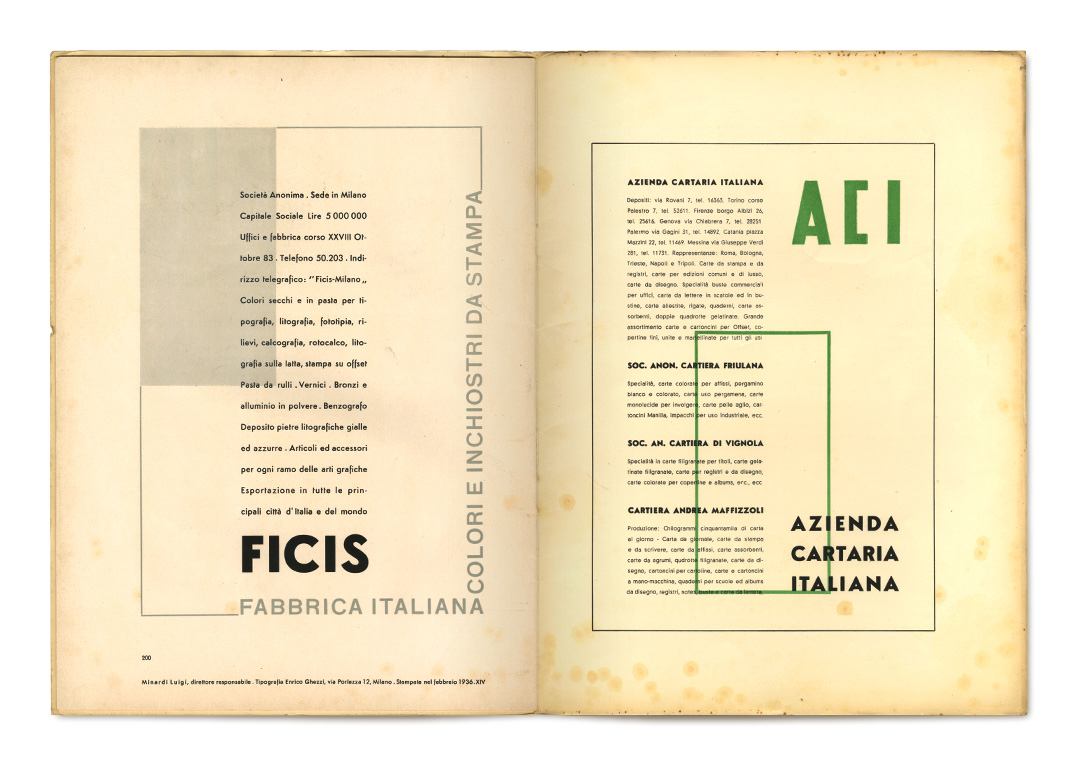 Società Anonima . Sede in Milano
Capitale Sociale Lire 5 000 000
Uffici e fabbrica corso XXVIII Ot-
tobre 83 . Telefono 50.203 . Indi-
rizzo telegrafico: “Ficis-Milano„
Colori secchi e in pasta per ti-
pografia, litografia, fototipia, ri-
lievi, calcografia, rotocalco, lito-
grafia sulla latta, stampa su offset
Pasta da rulli . Vernici . Bronzi e
alluminio in polvere . Benzografo
Deposito pietre litografiche gialle
ed azzurre . Articoli ed accessori
per ogni ramo delle arti grafiche
Esportazione in tutte le prin-
cipali città d'Italia e del mondo
FICIS
FABBRICA ITALIANA
COLORI E INCHIOSTRI DA STAMPA
200
Minardi Luigi, direttore responsabile . Tipografia Enrico Ghezzi, via Porlezza 12, Milano . Stampato nel febbraio 1936.XIV
AZIENDA CARTARIA ITALIANA
Depositi: via Rovani 7, tel. 16363. Torino corso
Palestro 7, tel. 52611. Firenze borgo Albizi 26,
tel. 25616. Genova via Chiabrera 7, tel. 28251
Palermo via Gagini 31, tel. 14892. Catania piazza
Mazzini 22, tel. 11469. Messina via Giuseppe Verdi
281, tel. 11731. Rappresentanze: Roma, Bologna,
Trieste, Napoli e Tripoli. Carte da stampa e da
registri, carte per edizioni comuni e di lusso,
carte da disegno. Specialità buste commerciali
per uffici, carta da lettere in scatole ed in bu-
stine, carte allestite, rigate, quaderni, carte as-
sorbenti, doppie quadrotte gelatinate. Grande
assortimento carte e cartoncini per Offset, co-
pertine fini, unite e martellinate per tutti gli usi
SOC. ANON. CARTIERA FRIULANA
Specialità, carte colorate per affissi, pergamino
bianco e colorato, carte uso pergamena, carte
monolucide per involgere, carte pelle aglio, car-
toncini Manilla, impacchi per uso industriale, ecc.
SOC. AN. CARTIERA DI VIGNOLA
Specialità in carte filigranate per titoli, carte gela-
tinate filigranate, carte per registri e da disegno,
carte colorate per copertine e albums, etc., ecc
CARTIERA ANDREA MAFFIZZOLI
Produzione: Chilogrammi cinquantamila di carta
al giorno - Carta da giornale, carte da stampa
e da scrivere, carte da affissi, carte assorbenti,
carte da agrumi, qudrotte filigranate, carte da di-
segno, cartoncini per cartoline, carte e cartoncini
a mano-macchina, quaderni per scuole ed albums
da disegno, registri, notes, buste e carta da lettere.
ACI
AZIENDA
CARTARIA
ITALIANA